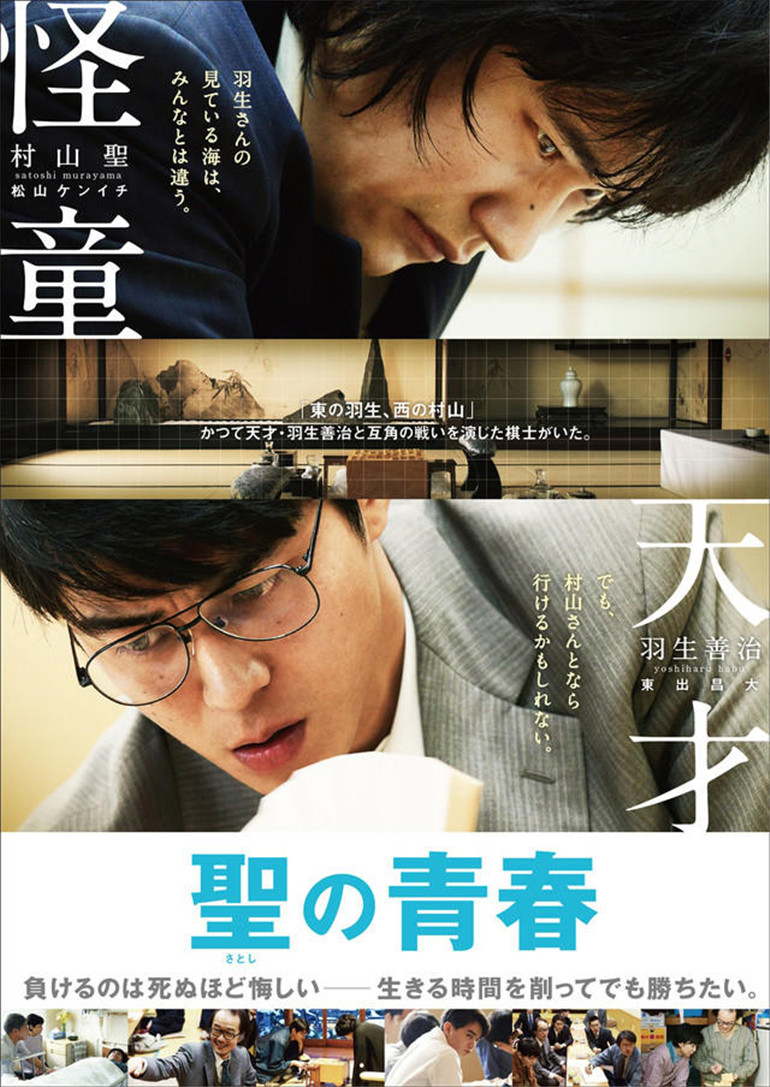 怪童
村山聖
satoshi murayama
松山ケンイチ
羽生さんの
見ている海は、
みんなとは違う。
「東の羽生、西の村山」
かつて天才・羽生善治と互角の戦いを演じた棋士がいた。
天才
羽生善治
yoshiharu habu
東出昌大
でも、
村山さんとなら
行けるかもしれない。
聖の青春
さとし
負けるのは死ぬほど悔しい――生きる時間を削ってでも勝ちたい。